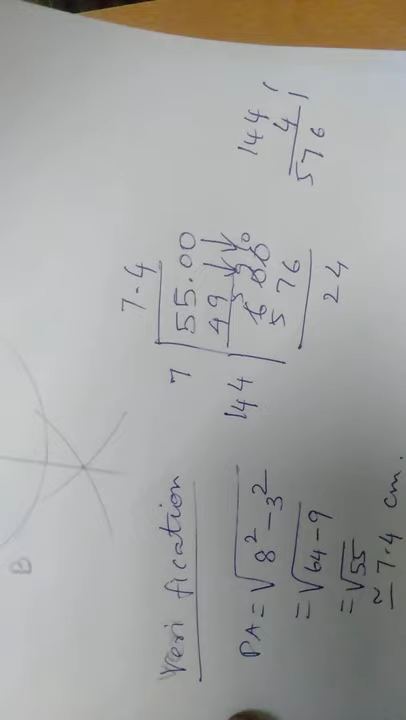 B
Verification
PA = √8² - 3²
= √64 - 9
= √55
≃ 7.4 cm.
7.4
7 55.00
49
144 600
576
24
144
4
576